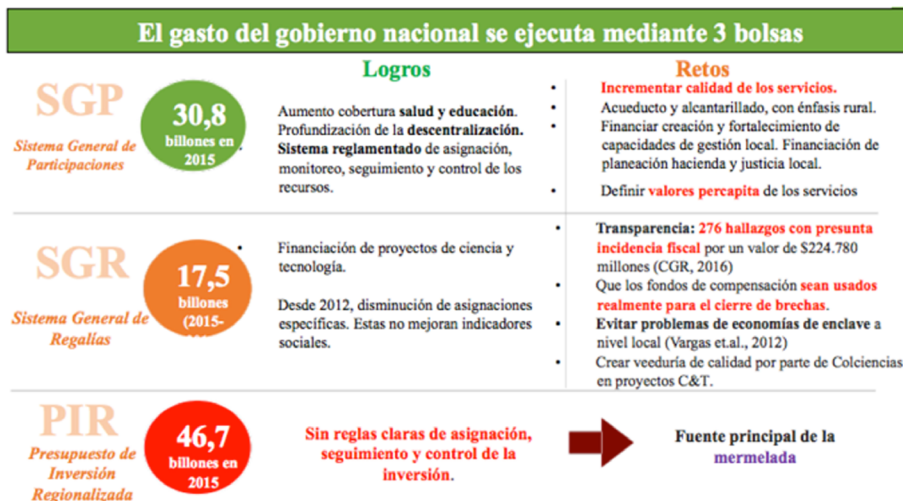 El gasto del gobierno nacional se ejecuta mediante 3 bolsas
Logros
Retos
SGP
Sistema General de
Participaciones
30,8
billones en
2015
Aumento cobertura salud y educación.
Profundización de la descentralización.
Sistema reglamentado de asignación,
monitoreo, seguimiento y control de los
recursos.
• Incrementar calidad de los servicios.
• Acueducto y alcantarillado, con énfasis rural.
• Financiar creación y fortalecimiento de
capacidades de gestión local. Financiación de
planeación hacienda y justicia local.
• Definir valores percapita de los servicios
SGR
Sistema General de
Regalías
17,5
billones
(2015-
• Financiación de proyectos de ciencia y
tecnología.
Desde 2012, disminución de asignaciones
específicas. Estas no mejoran indicadores
sociales.
• Transparencia: 276 hallazgos con presunta
incidencia fiscal por un valor de $224.780
millones (CGR, 2016)
• Que los fondos de compensación sean usados
realmente para el cierre de brechas.
• Evitar problemas de economías de enclave a
nivel local (Vargas et.al., 2012)
• Crear veeduría de calidad por parte de Colciencias
en proyectos C&T.
PIR
Presupuesto de
Inversión
Regionalizada
46,7
billones en
2015
Sin reglas claras de asignación,
seguimiento y control de la
inversión.
Fuente principal de la
mermelada